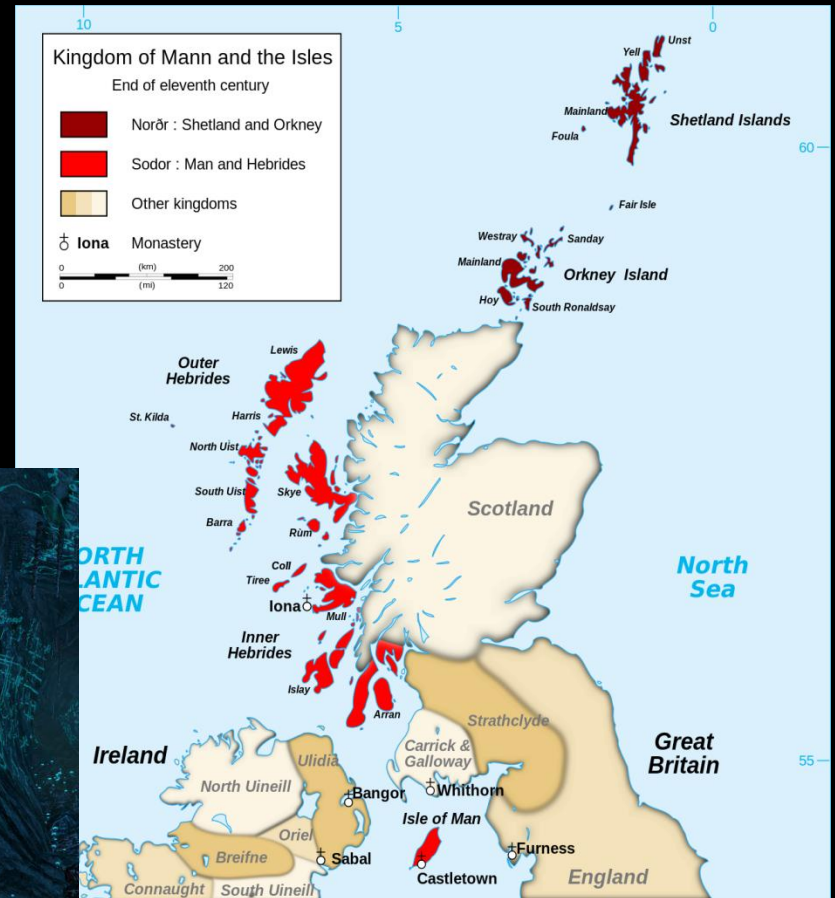 10
5
0
Kingdom of Mann and the Isles
End of eleventh century
Norðr : Shetland and Orkney
Sodor : Man and Hebrides
Other kingdoms
Iona Monastery
0 (km) 200
0 (mi) 120
Unst
Yell
Mainland
Shetland Islands
Foula
60
Fair Isle
Westray
Sanday
Mainland
Orkney Island
Hoy
South Ronaldsay
Lewis
Outer
Hebrides
St. Kilda
Harris
North Uist
South Uist
Skye
Barra
Rùm
Scotland
ORTH
LANTIC
CEAN
North
Sea
Coll
Tiree
Iona
Mull
Inner
Hebrides
Islay
Arran
Strathclyde
Ireland
Ulidia
Carrick &
Galloway
Great
Britain
55
North Uineill
Bangor
Whithorn
Isle of Man
Oriel
Breifne
Sabal
Furness
Castletown
England
Connaught
South Uineill